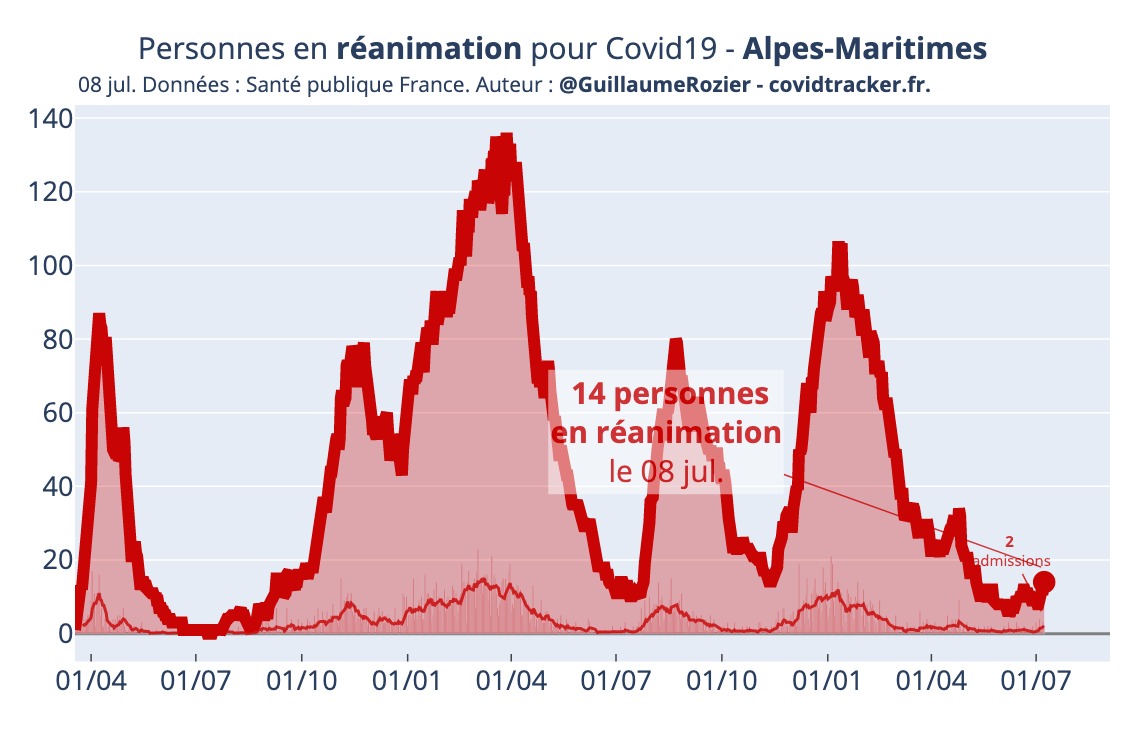 Personnes en réanimation pour Covid19 - Alpes-Maritimes
08 jul. Données : Santé publique France. Auteur : @GuillaumeRozier - covidtracker.fr.
140
120
100
80
60
40
20
0
14 personnes
en réanimation
le 08 jul.
2
admissions
01/04 01/07 01/10 01/01 01/04 01/07 01/10 01/01 01/04 01/07